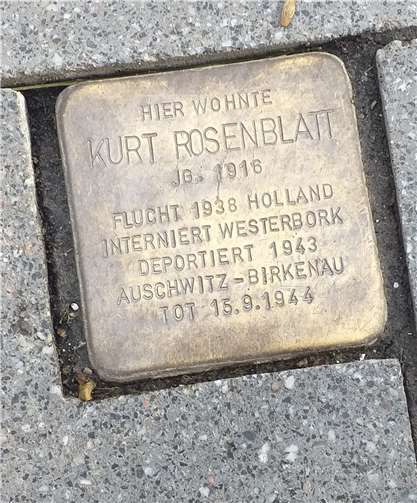 HIER WOHNTE
KURT ROSENBLATT
JG. 1916
FLUCHT 1938 HOLLAND
INTERNIERT WESTERBORK
DEPORTIERT 1943
AUSCHWITZ-BIRKENAU
TOT 15.9.1944